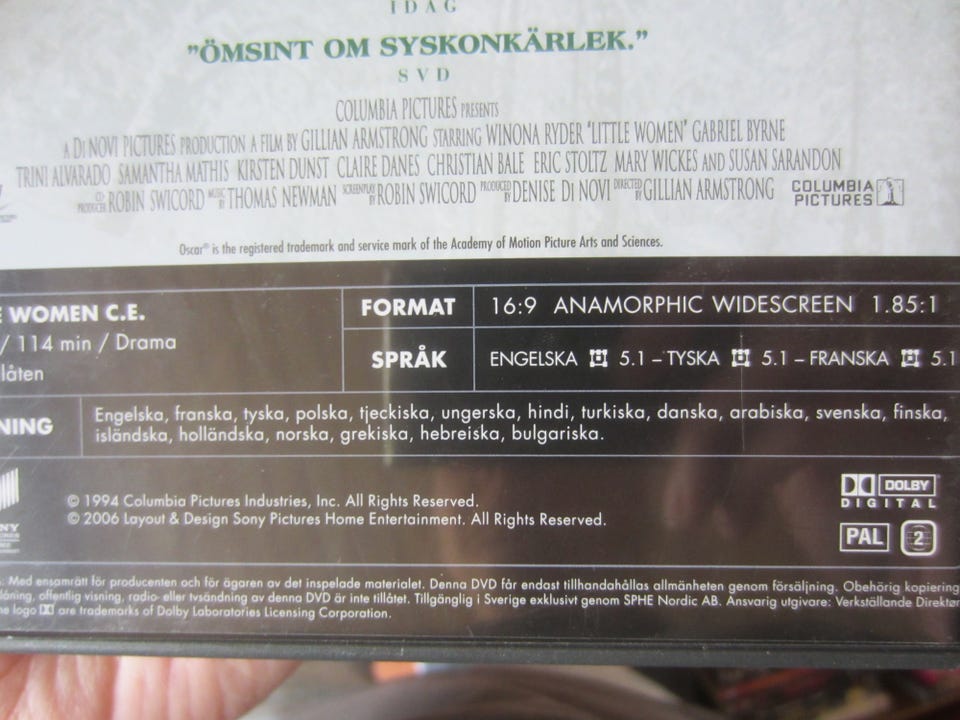 IDAG
"ÖMSINT OM SYSKONKÄRLEK."
SVD
COLUMBIA PICTURES PRESENTS
A DI NOVI PICTURES PRODUCTION A FILM BY GILLIAN ARMSTRONG STARRING WINONA RYDER "LITTLE WOMEN" GABRIEL BYRNE
TRINI ALVARADO SAMANTHA MATHIS KIRSTEN DUNST CLAIRE DANES CHRISTIAN BALE ERIC STOLTZ MARY WICKES AND SUSAN SARANDON
CO PRODUCER ROBIN SWICORD MUSIC BY THOMAS NEWMAN SCREENPLAY BY ROBIN SWICORD PRODUCED BY DENISE DI NOVI DIRECTED BY GILLIAN ARMSTRONG COLUMBIA PICTURES
Oscar® is the registered trademark and service mark of the Academy of Motion Picture Arts and Sciences.
E WOMEN C.E.
/ 114 min / Drama
låten
FORMAT 16:9 ANAMORPHIC WIDESCREEN 1.85:1
SPRÅK ENGELSKA 5.1 – TYSKA 5.1 – FRANSKA 5.1
NING Engelska, franska, tyska, polska, tjeckiska, ungerska, hindi, turkiska, danska, arabiska, svenska, finska,
isländska, holländska, norska, grekiska, hebreiska, bulgariska.
© 1994 Columbia Pictures Industries, Inc. All Rights Reserved.
© 2006 Layout & Design Sony Pictures Home Entertainment. All Rights Reserved.
DOLBY
DIGITAL
PAL 2
Med ensamrätt för producenten och för ägaren av det inspelade materialet. Denna DVD får endast tillhandahållas allmänheten genom försäljning. Obehörig kopiering
låning, offentlig visning, radio- eller tvsändning av denna DVD är inte tillåtet. Tillgänglig i Sverige exklusivt genom SPHE Nordic AB. Ansvarig utgivare: Verkställande Direktör
he logo are trademarks of Dolby Laboratories Licensing Corporation.